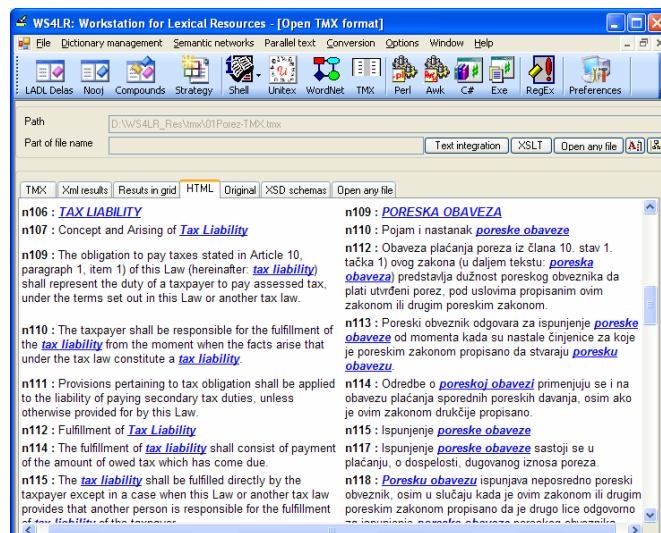 WS4LR: Workstation for Lexical Resources - [Open TMX format]
File Dictionary management Semantic networks Parallel text Conversion Options Window Help
LADL Delas Nooj Compounds Strategy Shell Unitex WordNet TMX Perl Awk C# Exe RegEx Preferences
Path D:\WS4LR_Res\tmx\01Porez-TMX.tmx
Part of file name Text integration XSLT Open any file
TMX Xml results Resuts in grid HTML Original XSD schemas Open any file
n106 : TAX LIABILITY
n107 : Concept and Arising of Tax Liability
n109 : The obligation to pay taxes stated in Article 10,
paragraph 1, item 1) of this Law (hereinafter: tax liability)
shall represent the duty of a taxpayer to pay assessed tax,
under the terms set out in this Law or another tax law.
n110 : The taxpayer shall be responsible for the fulfillment of
the tax liability from the moment when the facts arise that
under the tax law constitute a tax liability.
n111 : Provisions pertaining to tax obligation shall be applied
to the liability of paying secondary tax duties, unless
otherwise provided for by this Law.
n112 : Fulfillment of Tax Liability
n114 : The fulfillment of tax liability shall consist of payment
of the amount of owed tax which has come due.
n115 : The tax liability shall be fulfilled directly by the
taxpayer except in a case when this Law or another tax law
provides that another person is responsible for the fulfillment
of tax liability of the taxpayer
n109 : PORESKA OBAVEZA
n110 : Pojam i nastanak poreske obaveze
n112 : Obaveza plaćanja poreza iz člana 10. stav 1.
tačka 1) ovog zakona (u daljem tekstu: poreska
obaveza) predstavlja dužnost poreskog obveznika da
plati utvrđeni porez, pod uslovima propisanim ovim
zakonom ili drugim poreskim zakonom.
n113 : Poreski obveznik odgovara za ispunjenje poreske
obaveze od momenta kada su nastale činjenice za koje
je poreskim zakonom propisano da stvaraju poresku
obavezu.
n114 : Odredbe o poreskoj obavezi primenjuju se i na
obavezu plaćanja sporednih poreskih davanja, osim ako
je ovim zakonom drukčije propisano.
n115 : Ispunjenje poreske obaveze
n117 : Ispunjenje poreske obaveze sastoji se u
plaćanju, o dospelosti, dugovanog iznosa poreza.
n118 : Poresku obavezu ispunjava neposredno poreski
obveznik, osim u slučaju kada je ovim zakonom ili drugim
poreskim zakonom propisano da je drugo lice odgovorno
za ispunjenje poreske obaveze poreskog obveznika